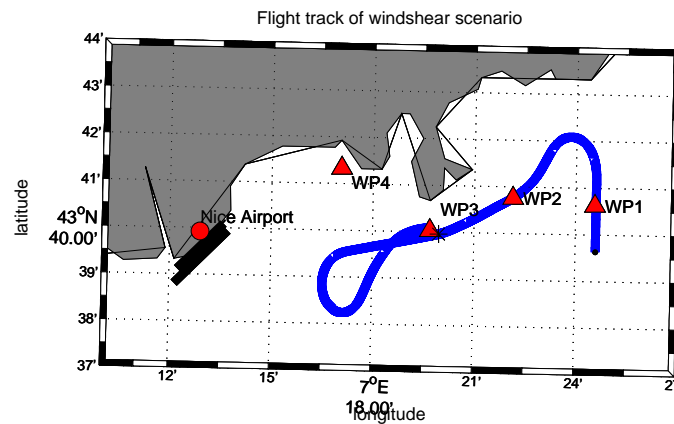 Flight track of windshear scenario
44'
43'
42'
41'
43°N
40.00'
39'
38'
37'
latitude
WP4
WP3
WP2
WP1
Nice Airport
12'
15'
7°E
18.00'
21'
24'
2
longitude